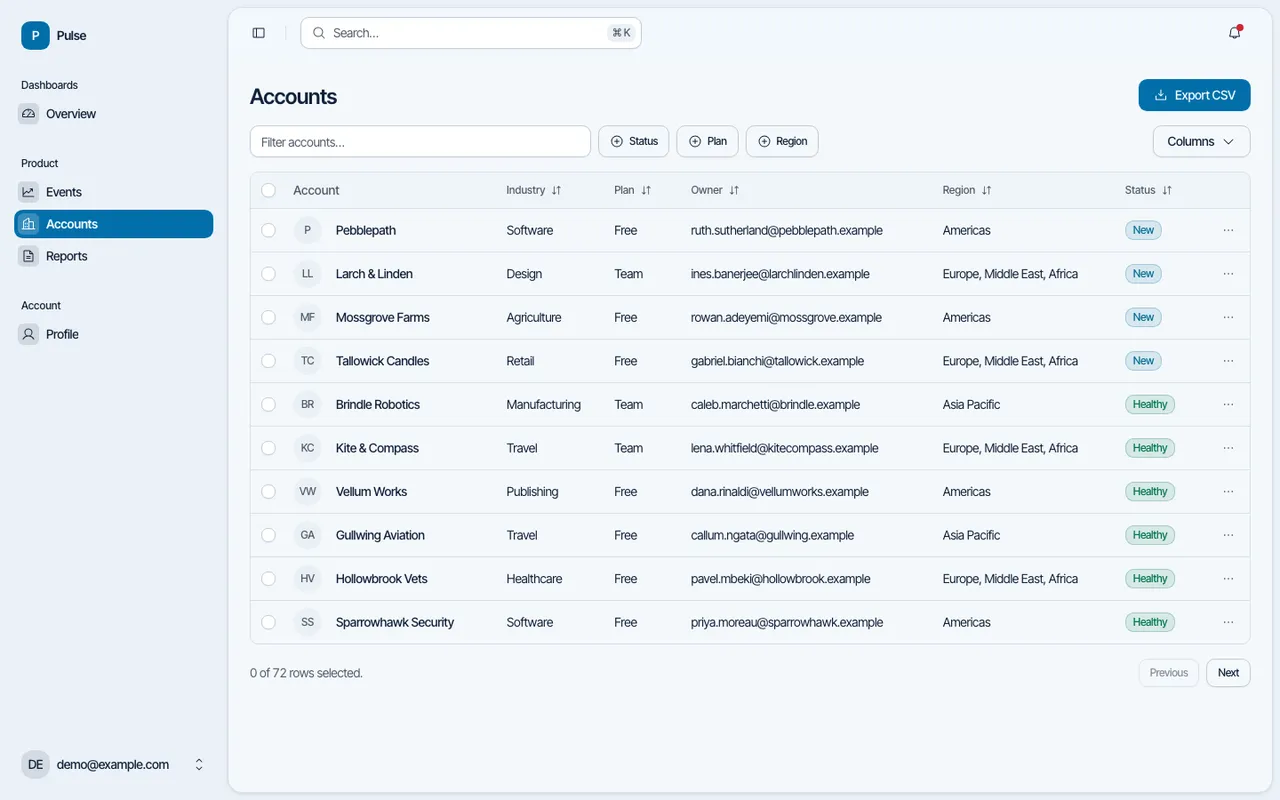 P Pulse
Search... ⌘ K
Dashboards
Overview
Product
Events
Accounts
Reports
Account
Profile
DE demo@example.com
Accounts
Export CSV
Filter accounts... Status Plan Region Columns
Account Industry Plan Owner Region Status
P Pebblepath Software Free ruth.sutherland@pebblepath.example Americas New ...
LL Larch & Linden Design Team ines.banerjee@larchlinden.example Europe, Middle East, Africa New ...
MF Mossgrove Farms Agriculture Free rowan.adeyemi@mossgrove.example Americas New ...
TC Tallowick Candles Retail Free gabriel.bianchi@tallowick.example Europe, Middle East, Africa New ...
BR Brindle Robotics Manufacturing Team caleb.marchetti@brindle.example Asia Pacific Healthy ...
KC Kite & Compass Travel Team lena.whitfield@kitecompass.example Europe, Middle East, Africa Healthy ...
VW Vellum Works Publishing Free dana.rinaldi@vellumworks.example Americas Healthy ...
GA Gullwing Aviation Travel Free callum.ngata@gullwing.example Asia Pacific Healthy ...
HV Hollowbrook Vets Healthcare Free pavel.mbeki@hollowbrook.example Europe, Middle East, Africa Healthy ...
SS Sparrowhawk Security Software Free priya.moreau@sparrowhawk.example Americas Healthy ...
0 of 72 rows selected. Previous Next